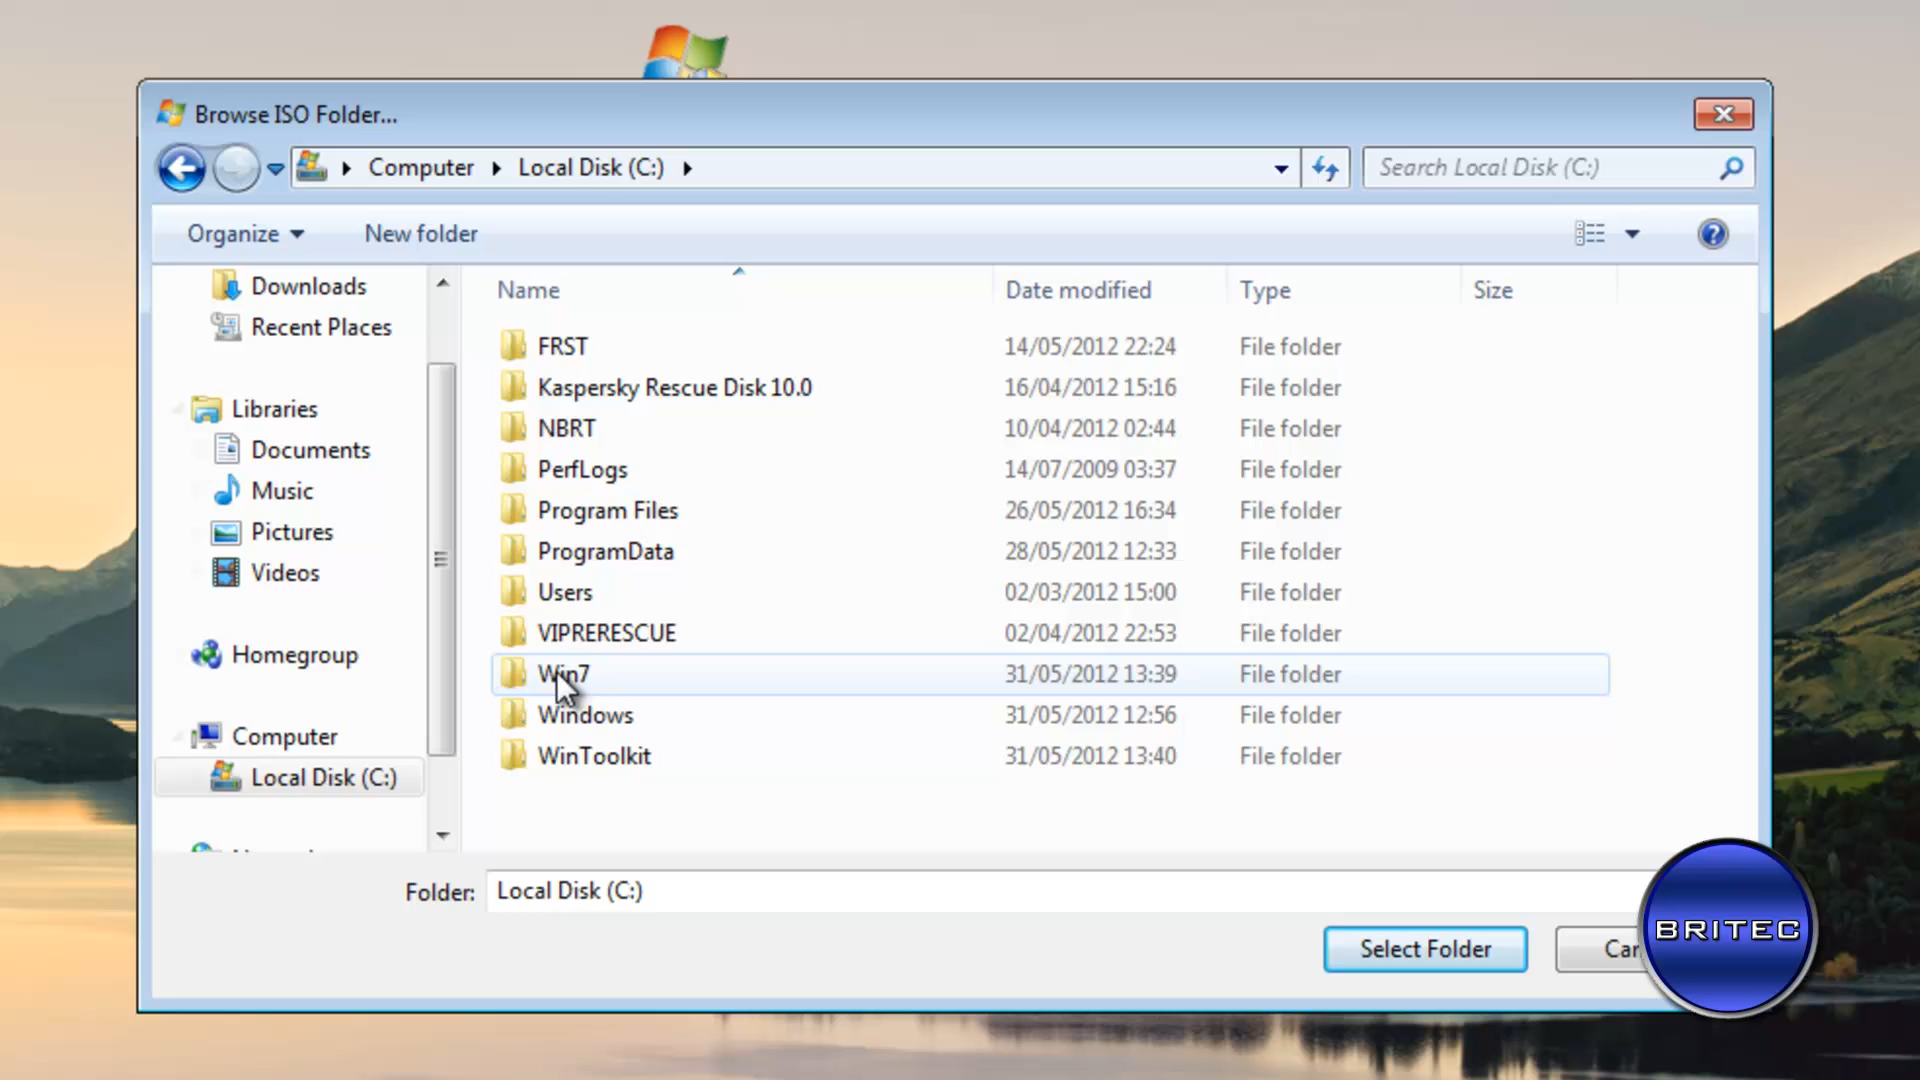 Browse ISO Folder...
Computer Local Disk (C:)
Search Local Disk (C:)
Organize New folder
Name Date modified Type Size
Downloads
Recent Places
Libraries
Documents
Music
Pictures
Videos
Homegroup
Computer
Local Disk (C:)
FRST 14/05/2012 22:24 File folder
Kaspersky Rescue Disk 10.0 16/04/2012 15:16 File folder
NBRT 10/04/2012 02:44 File folder
PerfLogs 14/07/2009 03:37 File folder
Program Files 26/05/2012 16:34 File folder
ProgramData 28/05/2012 12:33 File folder
Users 02/03/2012 15:00 File folder
VIPRERESCUE 02/04/2012 22:53 File folder
Win7 31/05/2012 13:39 File folder
Windows 31/05/2012 12:56 File folder
WinToolkit 31/05/2012 13:40 File folder
Folder: Local Disk (C:)
Select Folder
BRITEC